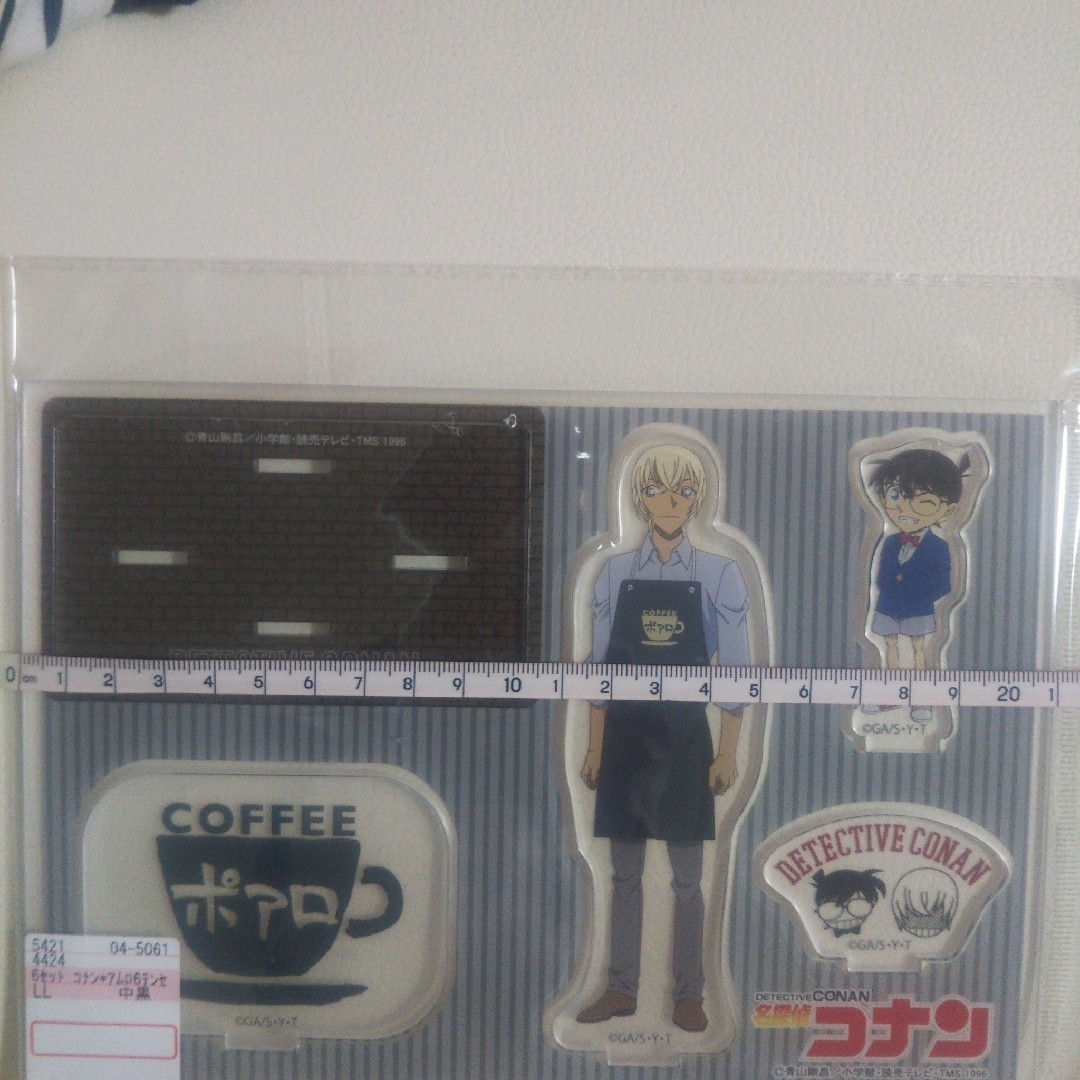 ©青山剛昌/小学館・読売テレビ・TMS 1996
DETECTIVE CONAN
COFFEE
ポアロ
0 cm 1 2 3 4 5 6 7 8 9 10 1 2 3 4 5 6 7 8 9 20 1
©GA/S・Y・T
COFFEE
ポアロ
©GA/S・Y・T
©GA/S・Y・T
DETECTIVE CONAN
©GA/S・Y・T
5421 04-5061
4424
6セット コナン*アムロ6テンセ
LL 中黒
DETECTIVE CONAN
名探偵コナン
©青山剛昌/小学館・読売テレビ・TMS 1996